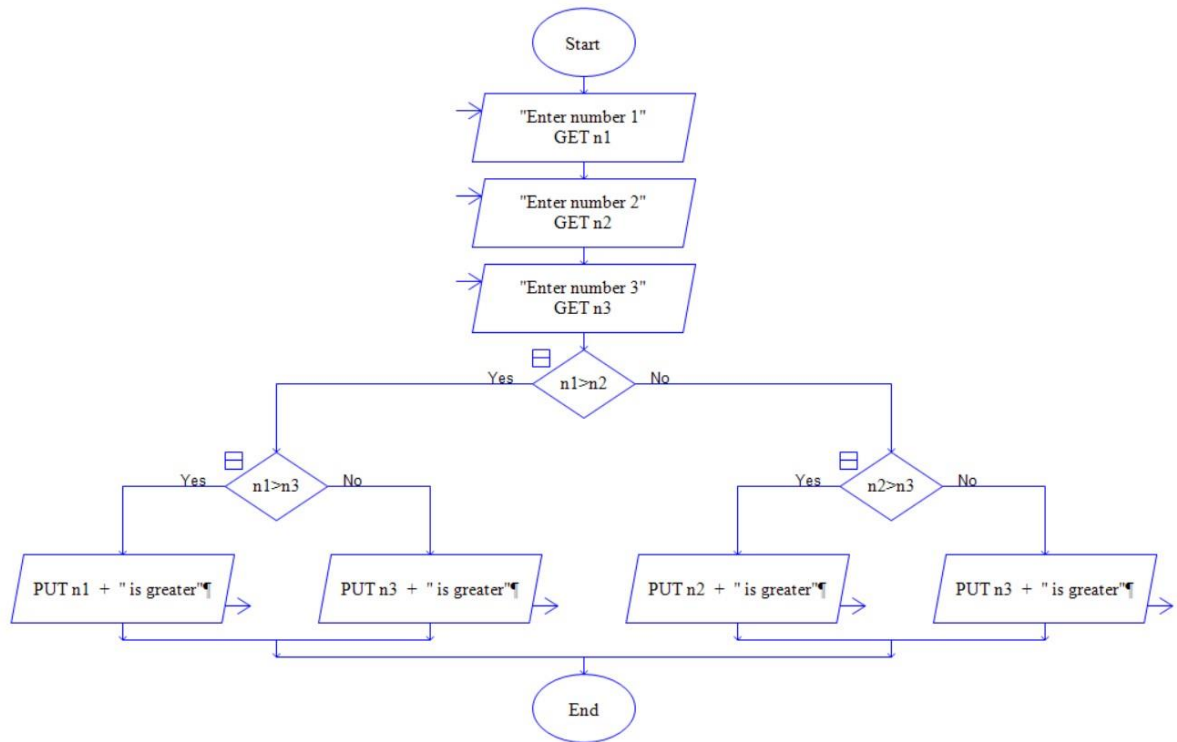 Start
"Enter number 1"
GET n1
"Enter number 2"
GET n2
"Enter number 3"
GET n3
Yes
n1>n2
No
Yes
n1>n3
No
Yes
n2>n3
No
PUT n1 + " is greater"¶
PUT n3 + " is greater"¶
PUT n2 + " is greater"¶
PUT n3 + " is greater"¶
End